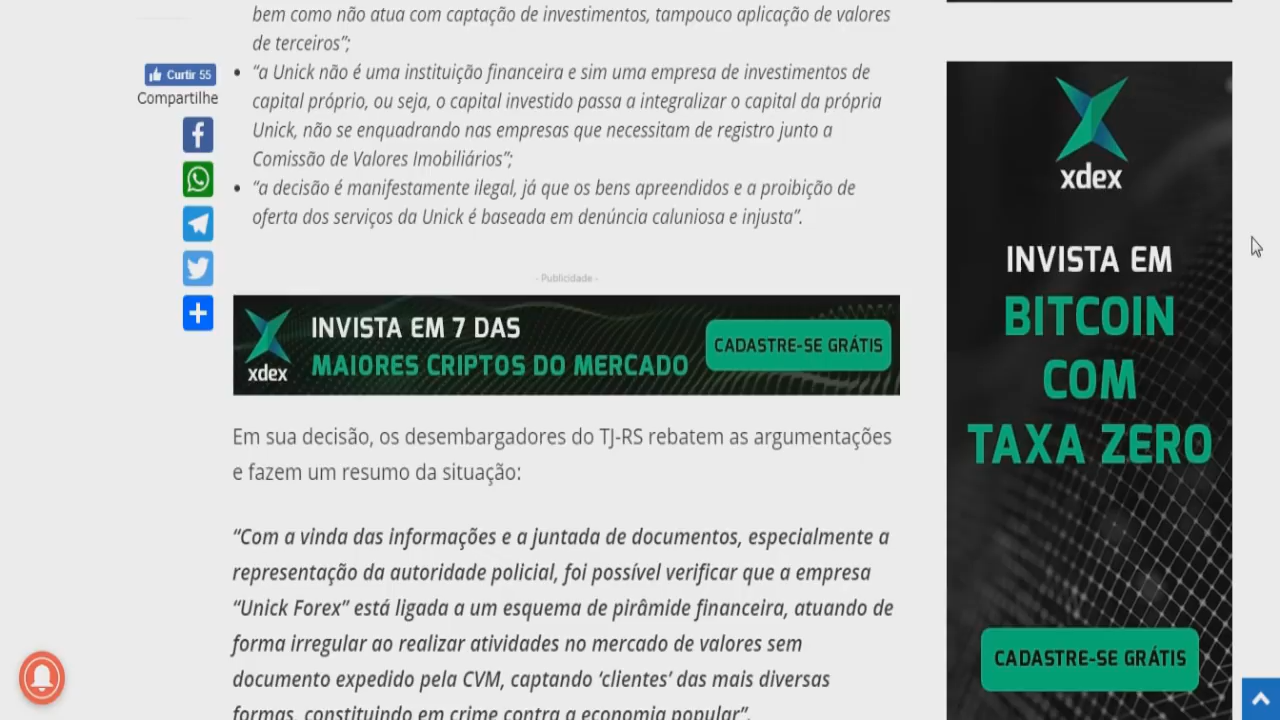 bem como não atua com captação de investimentos, tampouco aplicação de valores
de terceiros”;
Curtir 55
Compartilhe
• “a Unick não é uma instituição financeira e sim uma empresa de investimentos de
capital próprio, ou seja, o capital investido passa a integralizar o capital da própria
Unick, não se enquadrando nas empresas que necessitam de registro junto a
Comissão de Valores Imobiliários”;
• “a decisão é manifestamente ilegal, já que os bens apreendidos e a proibição de
oferta dos serviços da Unick é baseada em denúncia caluniosa e injusta”.
- Publicidade -
xdex
INVISTA EM 7 DAS
MAIORES CRIPTOS DO MERCADO
CADASTRE-SE GRÁTIS
Em sua decisão, os desembargadores do TJ-RS rebatem as argumentações
e fazem um resumo da situação:
“Com a vinda das informações e a juntada de documentos, especialmente a
representação da autoridade policial, foi possível verificar que a empresa
“Unick Forex” está ligada a um esquema de pirâmide financeira, atuando de
forma irregular ao realizar atividades no mercado de valores sem
documento expedido pela CVM, captando ‘clientes’ das mais diversas
formas, constituindo em crime contra a economia popular”.
xdex
INVISTA EM
BITCOIN
COM
TAXA ZERO
CADASTRE-SE GRÁTIS